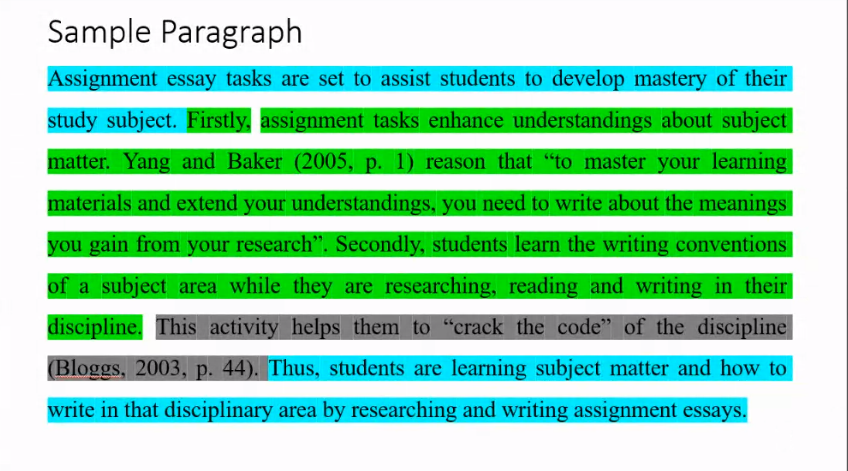 Sample Paragraph
Assignment essay tasks are set to assist students to develop mastery of their
study subject. Firstly, assignment tasks enhance understandings about subject
matter. Yang and Baker (2005, p. 1) reason that “to master your learning
materials and extend your understandings, you need to write about the meanings
you gain from your research”. Secondly, students learn the writing conventions
of a subject area while they are researching, reading and writing in their
discipline. This activity helps them to “crack the code” of the discipline
(Bloggs, 2003, p. 44). Thus, students are learning subject matter and how to
write in that disciplinary area by researching and writing assignment essays.